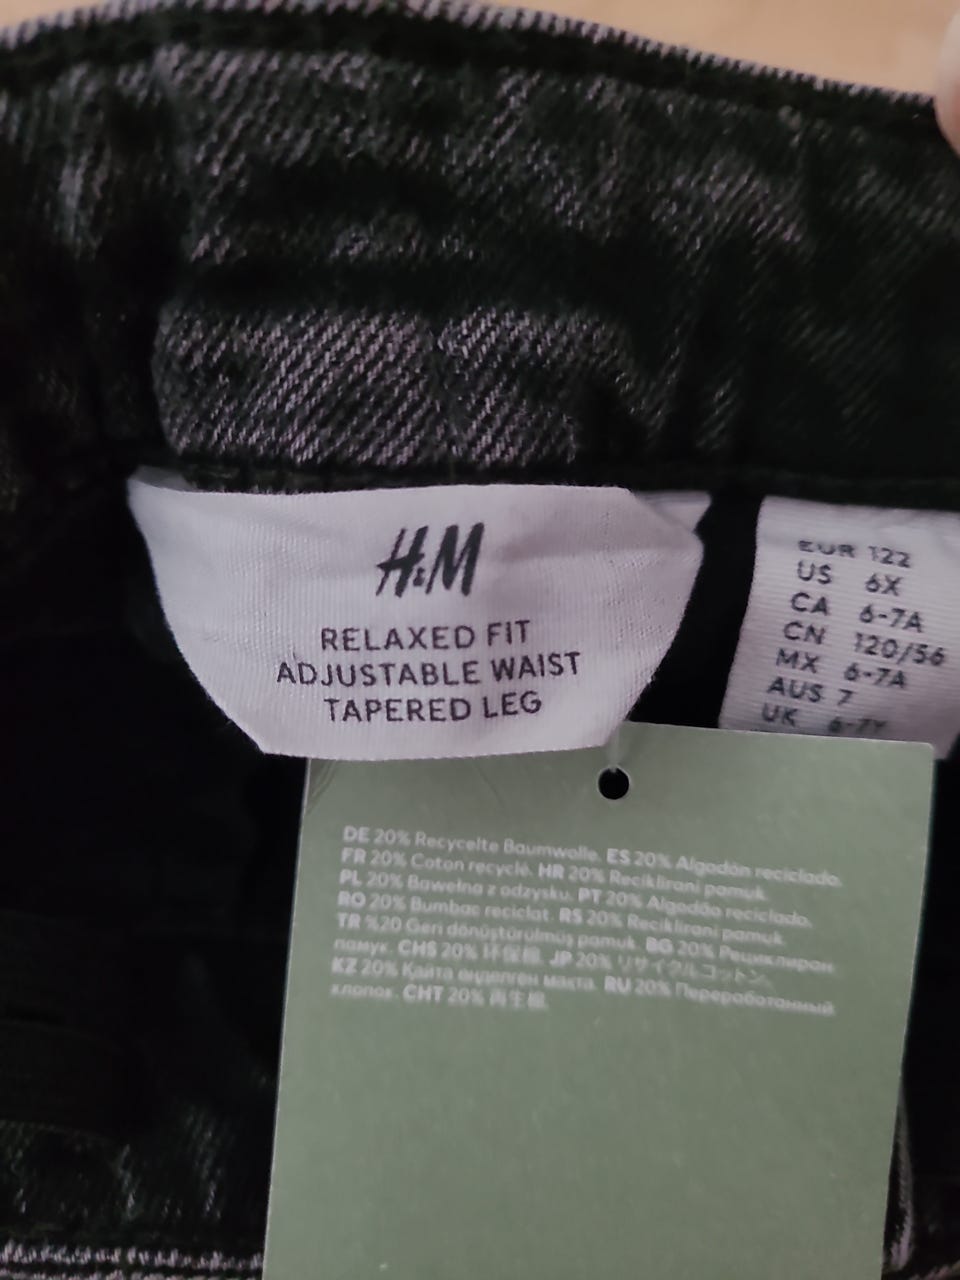 H&M
RELAXED FIT
ADJUSTABLE WAIST
TAPERED LEG
EUR 122
US 6X
CA 6-7A
CN 120/56
MX 6-7A
AUS 7
UK 6-7Y
DE 20% Recycelte Baumwolle. ES 20% Algodón reciclado.
FR 20% Coton recyclé. HR 20% Reciklirani pamuk.
PL 20% Bawełna z odzysku. PT 20% Algodão reciclado.
RO 20% Bumbac reciclat. RS 20% Reciklirani pamuk.
TR %20 Geri dönüştürülmüş pamuk. BG 20% Рециклиран
памук. CHS 20% 环保棉. JP 20% リサイクルコットン.
KZ 20% Қайта өңделген мақта. RU 20% Переработанный
хлопок. CHT 20% 再生棉.